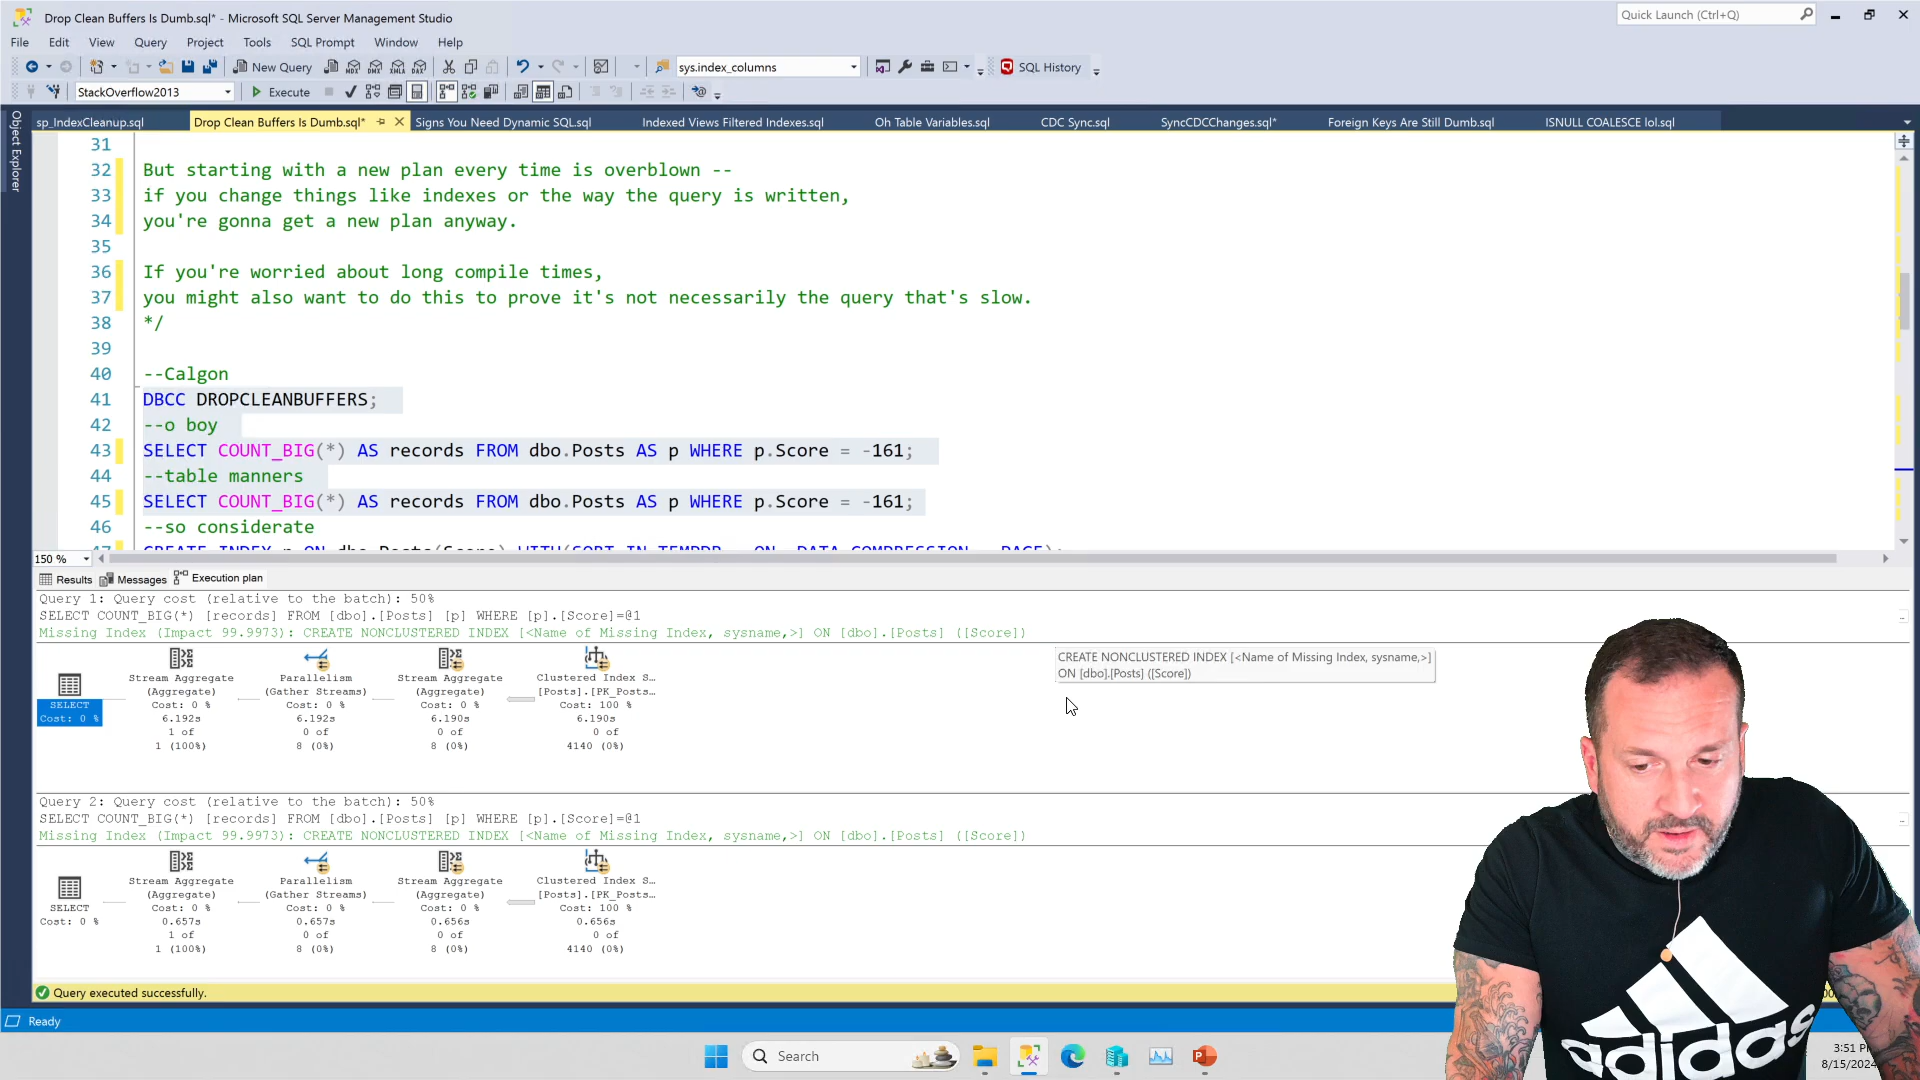 Drop Clean Buffers Is Dumb.sql* - Microsoft SQL Server Management Studio
Quick Launch (Ctrl+Q)
File Edit View Query Project Tools SQL Prompt Window Help
New Query
sys.index_columns
SQL History
StackOverflow2013
Execute
Object Explorer
sp_IndexCleanup.sql
Drop Clean Buffers Is Dumb.sql*
Signs You Need Dynamic SQL.sql
Indexed Views Filtered Indexes.sql
Oh Table Variables.sql
CDC Sync.sql
SyncCDCChanges.sql*
Foreign Keys Are Still Dumb.sql
ISNULL COALESCE lol.sql
31
32 But starting with a new plan every time is overblown --
33 if you change things like indexes or the way the query is written,
34 you're gonna get a new plan anyway.
35
36 If you're worried about long compile times,
37 you might also want to do this to prove it's not necessarily the query that's slow.
38 */
39
40 --Calgon
41 DBCC DROPCLEANBUFFERS;
42 --o boy
43 SELECT COUNT_BIG(*) AS records FROM dbo.Posts AS p WHERE p.Score = -161;
44 --table manners
45 SELECT COUNT_BIG(*) AS records FROM dbo.Posts AS p WHERE p.Score = -161;
46 --so considerate
47 CREATE INDEX p ON dbo.Posts(Score) WITH(SORT_IN_TEMPDB = ON, DATA_COMPRESSION = PAGE);
150 %
Results Messages Execution plan
Query 1: Query cost (relative to the batch): 50%
SELECT COUNT_BIG(*) [records] FROM [dbo].[Posts] [p] WHERE [p].[Score]=@1
Missing Index (Impact 99.9973): CREATE NONCLUSTERED INDEX [<Name of Missing Index, sysname,>] ON [dbo].[Posts] ([Score])
SELECT
Cost: 0 %
Stream Aggregate
(Aggregate)
Cost: 0 %
6.192s
1 of
1 (100%)
Parallelism
(Gather Streams)
Cost: 0 %
6.192s
0 of
8 (0%)
Stream Aggregate
(Aggregate)
Cost: 0 %
6.190s
0 of
8 (0%)
Clustered Index S…
[Posts].[PK_Posts…
Cost: 100 %
6.190s
0 of
4140 (0%)
CREATE NONCLUSTERED INDEX [<Name of Missing Index, sysname,>]
ON [dbo].[Posts] ([Score])
Query 2: Query cost (relative to the batch): 50%
SELECT COUNT_BIG(*) [records] FROM [dbo].[Posts] [p] WHERE [p].[Score]=@1
Missing Index (Impact 99.9973): CREATE NONCLUSTERED INDEX [<Name of Missing Index, sysname,>] ON [dbo].[Posts] ([Score])
SELECT
Cost: 0 %
Stream Aggregate
(Aggregate)
Cost: 0 %
0.657s
1 of
1 (100%)
Parallelism
(Gather Streams)
Cost: 0 %
0.657s
0 of
8 (0%)
Stream Aggregate
(Aggregate)
Cost: 0 %
0.656s
0 of
8 (0%)
Clustered Index S…
[Posts].[PK_Posts…
Cost: 100 %
0.656s
0 of
4140 (0%)
Query executed successfully.
Ready
Search
adidas
3:51 P
8/15/2024